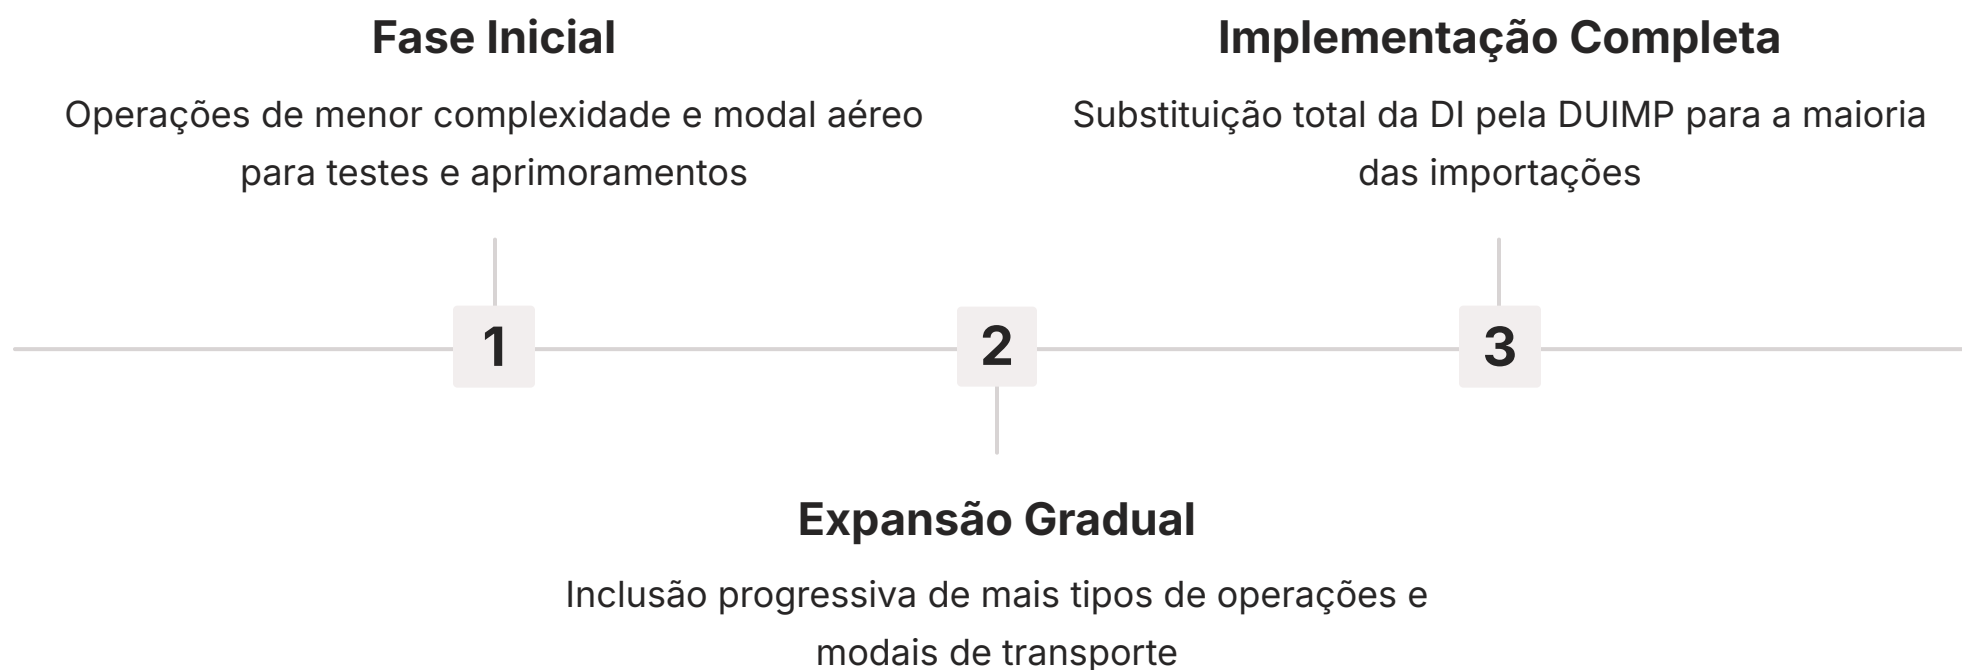 Fase Inicial
Operações de menor complexidade e modal aéreo
para testes e aprimoramentos
1
2
Expansão Gradual
Inclusão progressiva de mais tipos de operações e
modais de transporte
3
Implementação Completa
Substituição total da DI pela DUIMP para a maioria
das importações